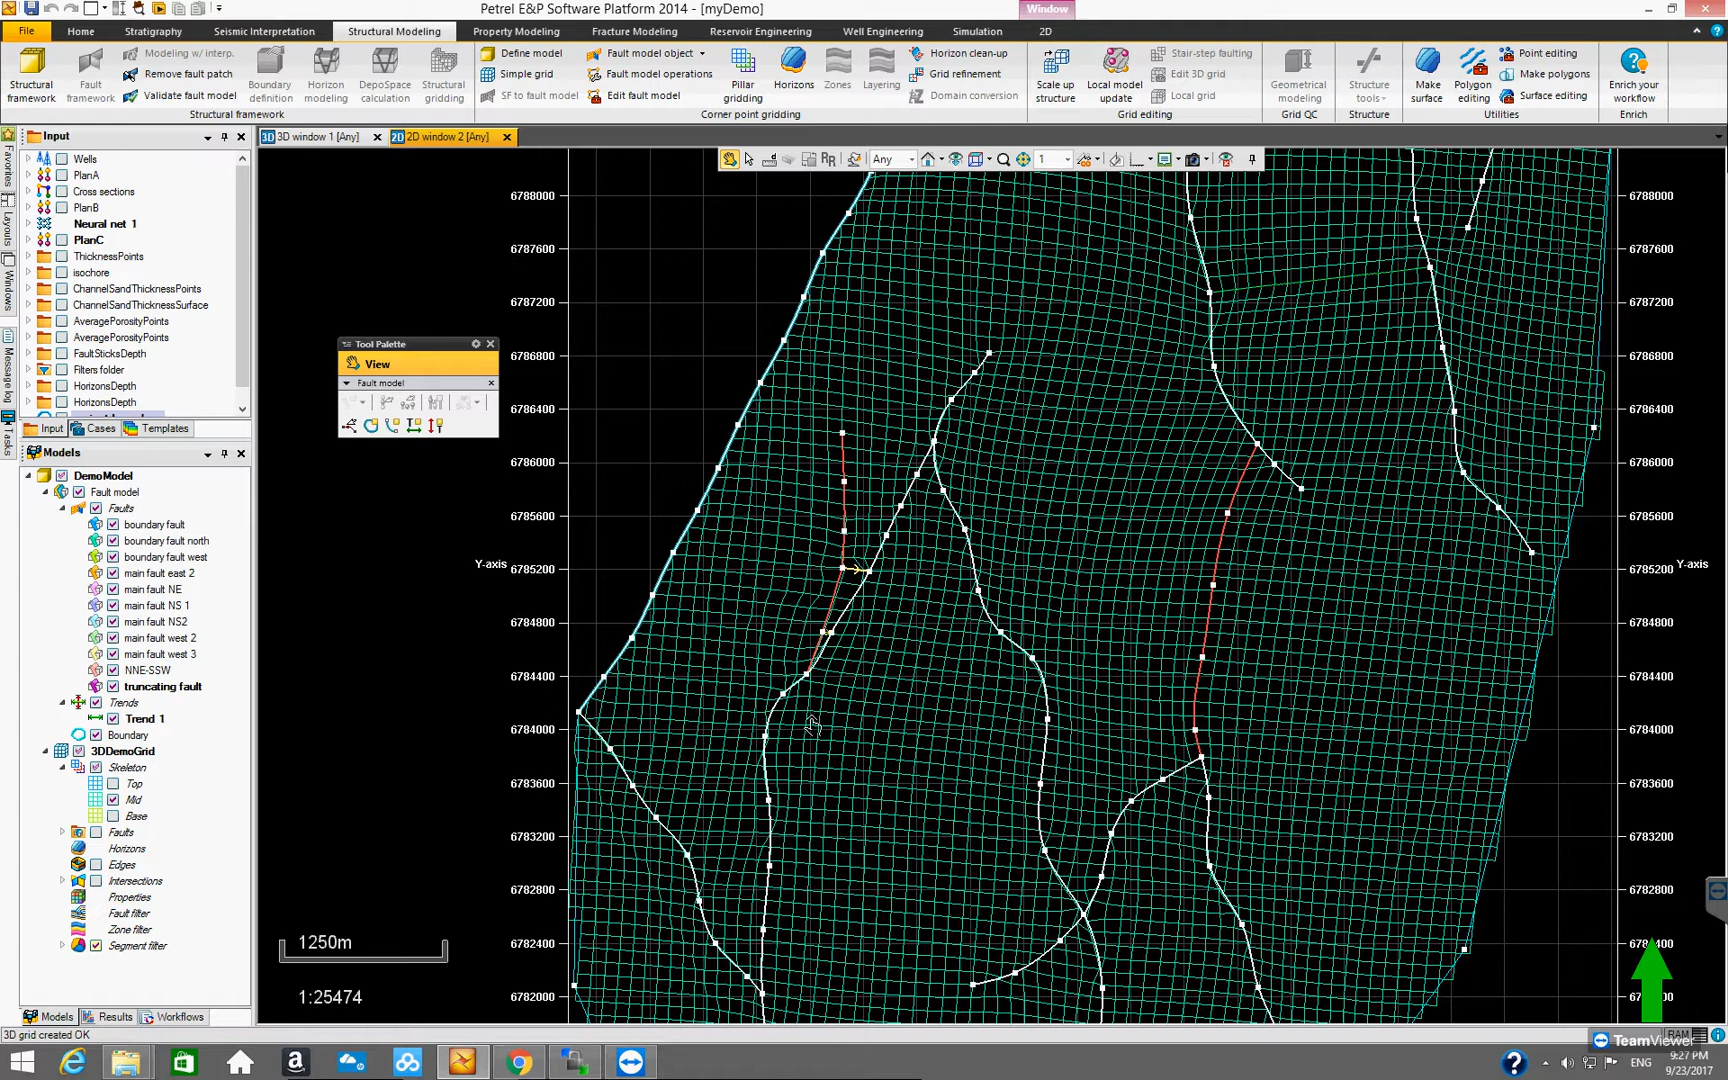 Petrel E&P Software Platform 2014 - [myDemo]
Window
File
Home
Stratigraphy
Seismic Interpretation
Structural Modeling
Property Modeling
Fracture Modeling
Reservoir Engineering
Well Engineering
Simulation
2D
Structural framework
Fault framework
Modeling w/ interp.
Remove fault patch
Validate fault model
Boundary definition
Horizon modeling
DepoSpace calculation
Structural gridding
Structural framework
Define model
Simple grid
SF to fault model
Fault model object
Fault model operations
Edit fault model
Pillar gridding
Horizons
Zones
Layering
Horizon clean-up
Grid refinement
Domain conversion
Corner point gridding
Scale up structure
Local model update
Stair-step faulting
Edit 3D grid
Local grid
Grid editing
Geometrical modeling
Grid QC
Structure tools
Structure
Make surface
Polygon editing
Point editing
Make polygons
Surface editing
Utilities
Enrich your workflow
Enrich
Favorites
Layouts
Windows
Message log
Tasks
Input
Wells
PlanA
Cross sections
PlanB
Neural net 1
PlanC
ThicknessPoints
isochore
ChannelSandThicknessPoints
ChannelSandThicknessSurface
AveragePorosityPoints
AveragePorosityPoints
FaultSticksDepth
Filters folder
HorizonsDepth
HorizonsDepth
Input
Cases
Templates
Models
DemoModel
Fault model
Faults
boundary fault
boundary fault north
boundary fault west
main fault east 2
main fault NE
main fault NS 1
main fault NS2
main fault west 2
main fault west 3
NNE-SSW
truncating fault
Trends
Trend 1
Boundary
3DDemoGrid
Skeleton
Top
Mid
Base
Faults
Horizons
Edges
Intersections
Properties
Fault filter
Zone filter
Segment filter
Models
Results
Workflows
3D grid created OK
3D 3D window 1 [Any]
2D 2D window 2 [Any]
Any
1
Tool Palette
View
Fault model
6788000
6787600
6787200
6786800
6786400
6786000
6785600
Y-axis 6785200
6784800
6784400
6784000
6783600
6783200
6782800
6782400
6782000
6788000
6787600
6787200
6786800
6786400
6786000
6785600
6785200 Y-axis
6784800
6784400
6784000
6783600
6783200
6782800
1250m
1:25474
TeamViewer
RAM
ENG
9:27 PM
9/23/2017